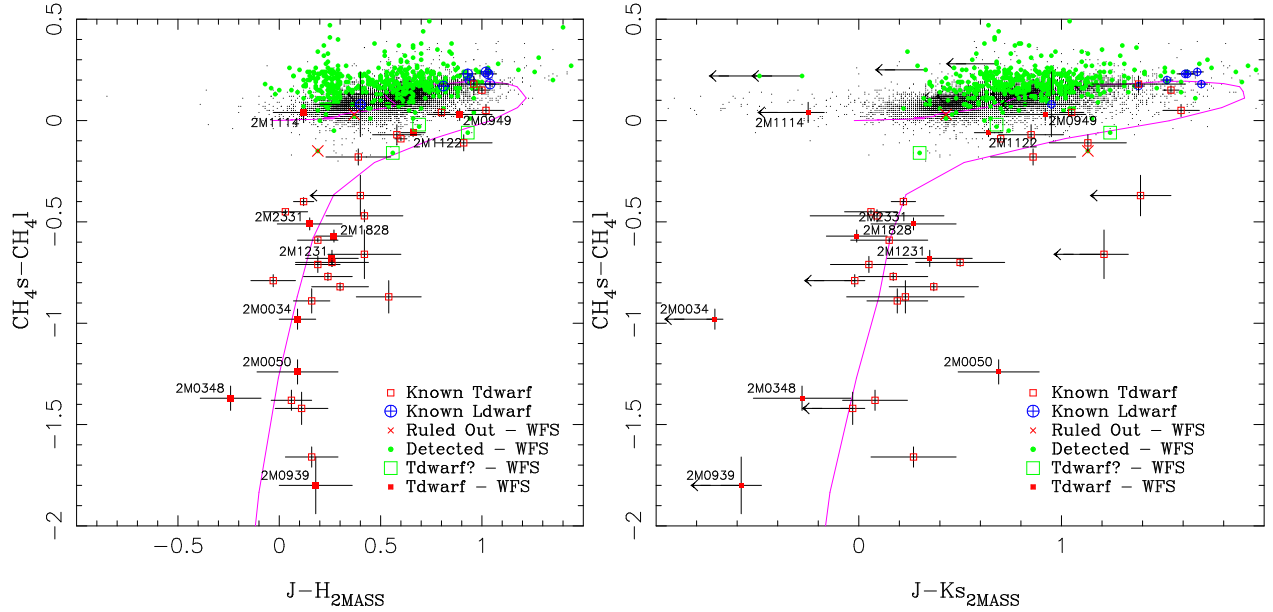 0.5
0
−0.5
−1
−1.5
−2
CH4s−CH4l
−0.5
0
0.5
1
J−H2MASS
2M1114
2M0949
2M1122
2M2331
2M1828
2M1231
2M0034
2M0050
2M0348
2M0939
Known Tdwarf
Known Ldwarf
Ruled Out − WFS
Detected − WFS
Tdwarf? − WFS
Tdwarf − WFS
0.5
0
−0.5
−1
−1.5
−2
CH4s−CH4l
0
1
J−Ks2MASS
2M1114
2M0949
2M1122
2M2331
2M1828
2M1231
2M0034
2M0050
2M0348
2M0939
Known Tdwarf
Known Ldwarf
Ruled Out − WFS
Detected − WFS
Tdwarf? − WFS
Tdwarf − WFS